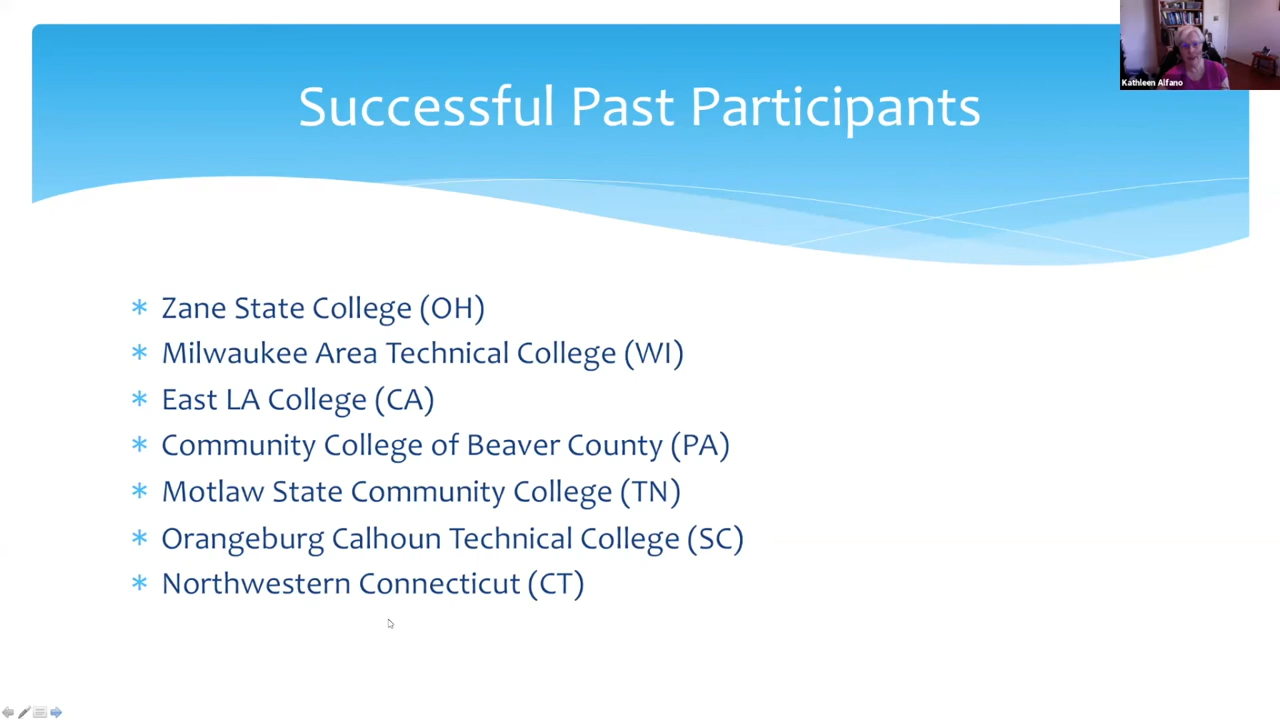 Kathleen Alfano
Successful Past Participants
* Zane State College (OH)
* Milwaukee Area Technical College (WI)
* East LA College (CA)
* Community College of Beaver County (PA)
* Motlaw State Community College (TN)
* Orangeburg Calhoun Technical College (SC)
* Northwestern Connecticut (CT)